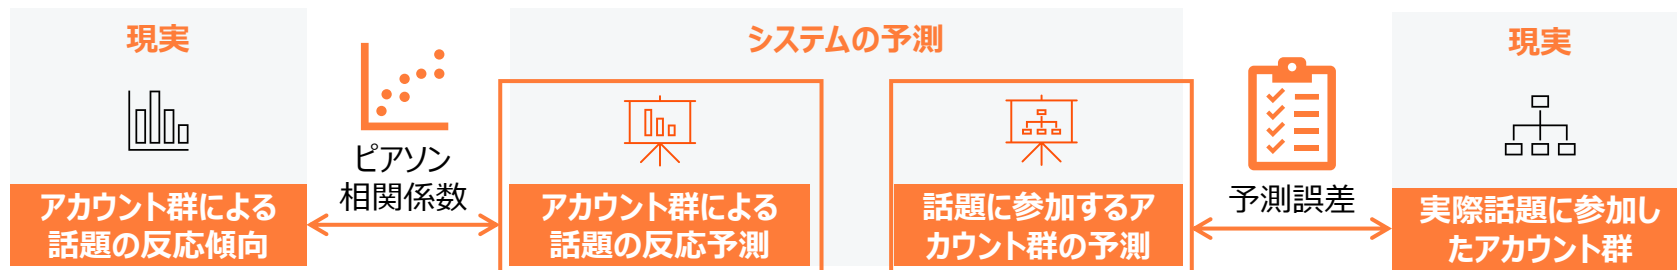 現実
アカウント群による
話題の反応傾向
ピアソン
相関係数
システムの予測
アカウント群による
話題の反応予測
話題に参加するア
カウント群の予測
予測誤差
現実
実際話題に参加し
たアカウント群